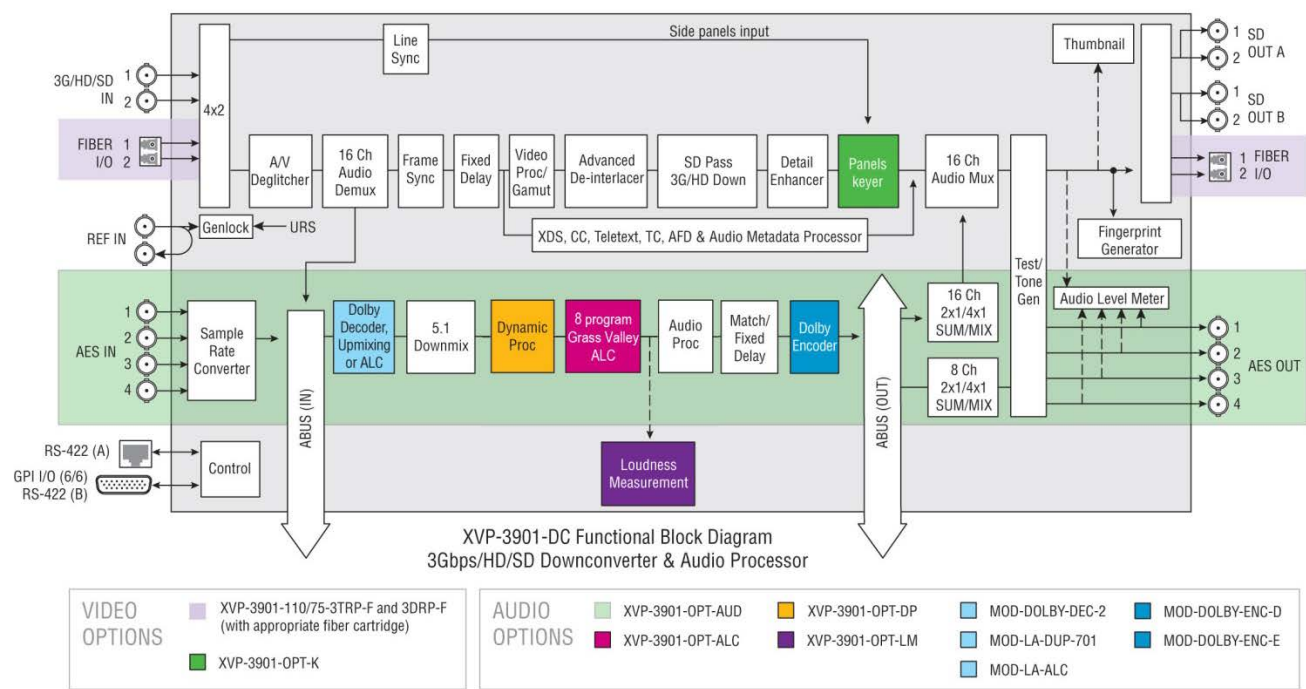 Line
Sync
Side panels input
Thumbnail
1 SD
2 OUT A
1 SD
2 OUT B
3G/HD/SD 1
IN 2
4x2
FIBER 1
I/O 2
A/V
Deglitcher
16 Ch
Audio
Demux
Frame
Sync
Fixed
Delay
Video
Proc/
Gamut
Advanced
De-interlacer
SD Pass
3G/HD Down
Detail
Enhancer
Panels
keyer
16 Ch
Audio Mux
1 FIBER
2 I/O
REF IN
Genlock
URS
XDS, CC, Teletext, TC, AFD & Audio Metadata Processor
Fingerprint
Generator
Test/
Tone
Gen
AES IN
1
2
3
4
Sample
Rate
Converter
ABUS (IN)
Dolby
Decoder,
Upmixing
or ALC
5.1
Downmix
Dynamic
Proc
8 program
Grass Valley
ALC
Audio
Proc
Match/
Fixed
Delay
Dolby
Encoder
ABUS (OUT)
16 Ch
2x1/4x1
SUM/MIX
8 Ch
2x1/4x1
SUM/MIX
Audio Level Meter
1
2
3
4
AES OUT
RS-422 (A)
GPI I/O (6/6)
RS-422 (B)
Control
Loudness
Measurement
XVP-3901-DC Functional Block Diagram
3Gbps/HD/SD Downconverter & Audio Processor
VIDEO
OPTIONS
XVP-3901-110/75-3TRP-F and 3DRP-F
(with appropriate fiber cartridge)
XVP-3901-OPT-K
AUDIO
OPTIONS
XVP-3901-OPT-AUD
XVP-3901-OPT-ALC
XVP-3901-OPT-DP
XVP-3901-OPT-LM
MOD-DOLBY-DEC-2
MOD-LA-DUP-701
MOD-LA-ALC
MOD-DOLBY-ENC-D
MOD-DOLBY-ENC-E